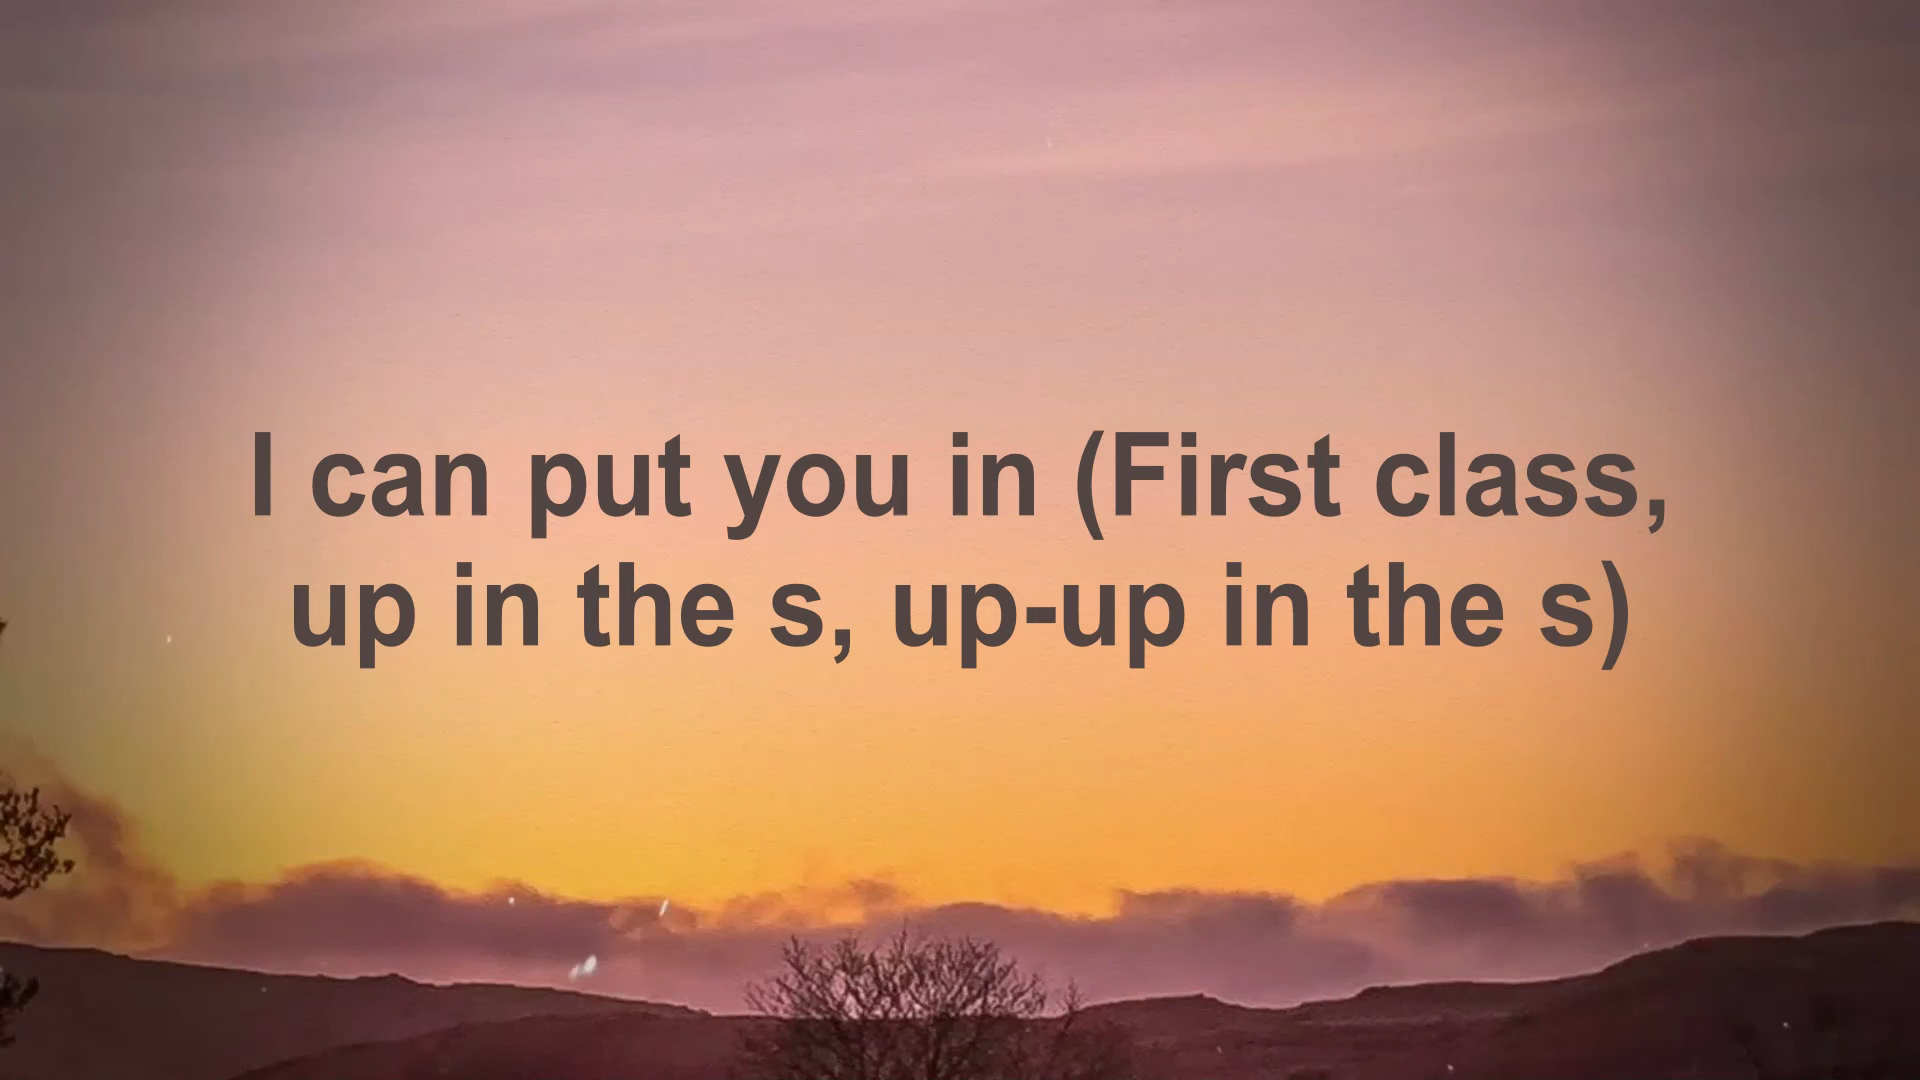 I can put you in (First class,
up in the s, up-up in the s)